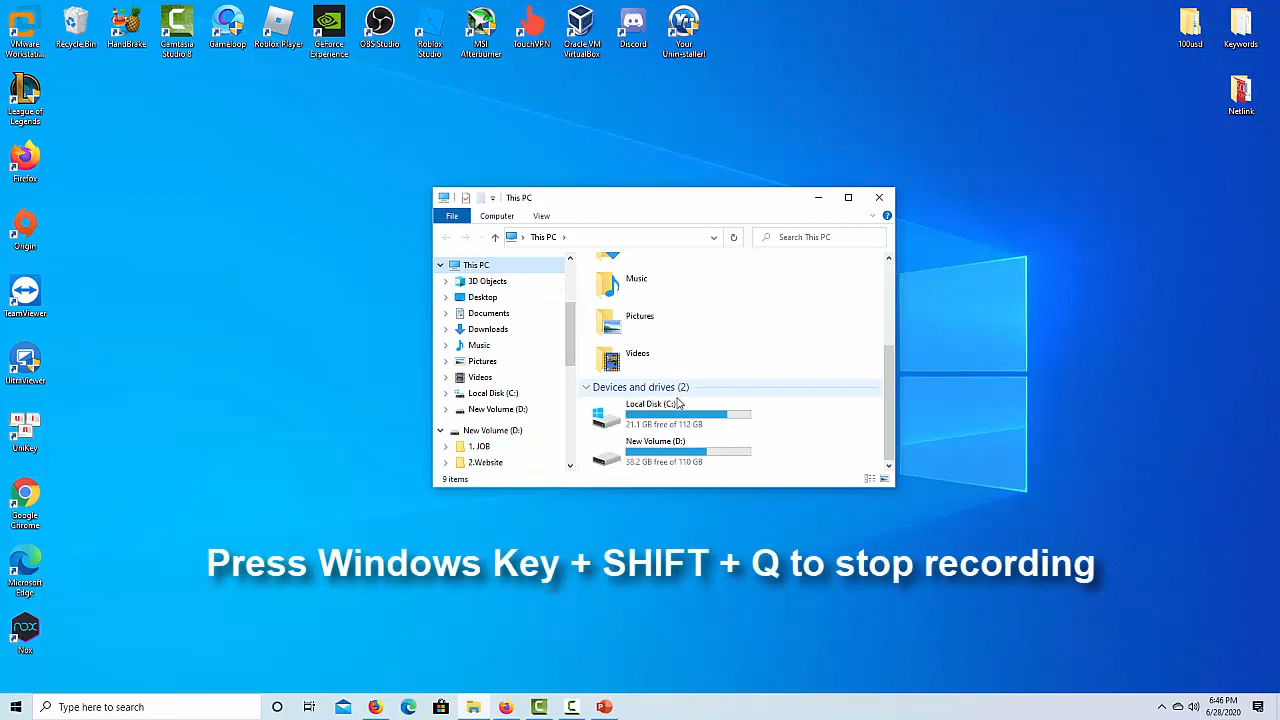 VMware
Workstati...
Recycle Bin
HandBrake
Camtasia
Studio 8
Gameloop
Roblox Player
GeForce
Experience
OBS Studio
Roblox
Studio
MSI
Afterburner
TouchVPN
Oracle VM
VirtualBox
Discord
Your
Unin-staller!
100usd
Keywords
League of
Legends
Netlink
Firefox
Origin
TeamViewer
UltraViewer
UniKey
Google
Chrome
Microsoft
Edge
nox
Nox
This PC
File
Computer
View
This PC
Search This PC
This PC
3D Objects
Desktop
Documents
Downloads
Music
Pictures
Videos
Local Disk (C:)
New Volume (D:)
New Volume (D:)
1. JOB
2.Website
Music
Pictures
Videos
Devices and drives (2)
Local Disk (C:)
21.1 GB free of 112 GB
New Volume (D:)
38.2 GB free of 110 GB
9 items
Press Windows Key + SHIFT + Q to stop recording
Type here to search
6:46 PM
6/28/2020